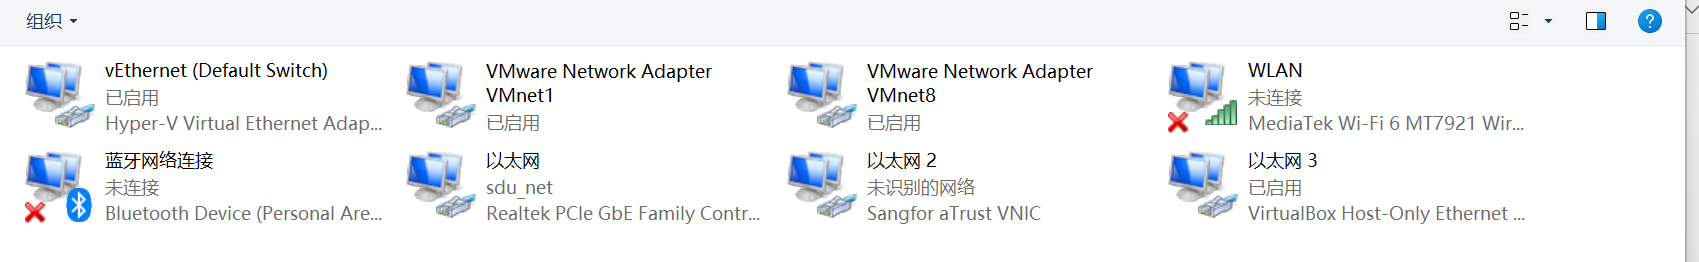 组织
vEthernet (Default Switch)
已启用
Hyper-V Virtual Ethernet Adap...
VMware Network Adapter
VMnet1
已启用
VMware Network Adapter
VMnet8
已启用
WLAN
未连接
MediaTek Wi-Fi 6 MT7921 Wir...
蓝牙网络连接
未连接
Bluetooth Device (Personal Are...
以太网
sdu_net
Realtek PCIe GbE Family Contr...
以太网 2
未识别的网络
Sangfor aTrust VNIC
以太网 3
已启用
VirtualBox Host-Only Ethernet ...